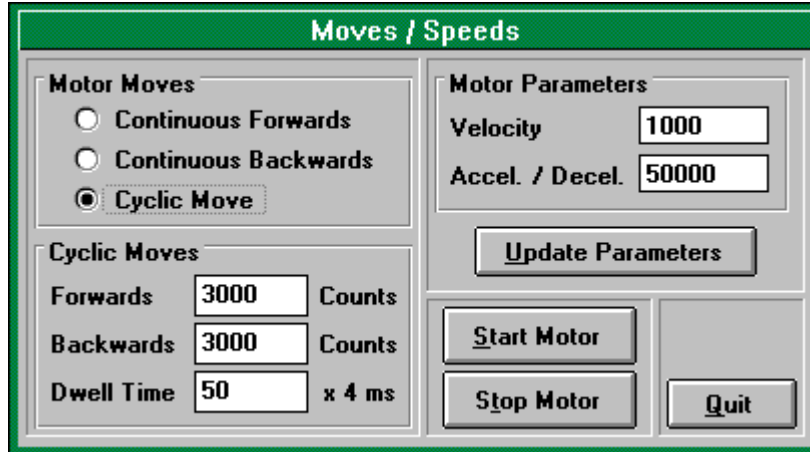 Moves / Speeds
Motor Moves
Continuous Forwards
Continuous Backwards
Cyclic Move
Cyclic Moves
Forwards 3000 Counts
Backwards 3000 Counts
Dwell Time 50 x 4 ms
Motor Parameters
Velocity 1000
Accel. / Decel. 50000
Update Parameters
Start Motor
Stop Motor
Quit